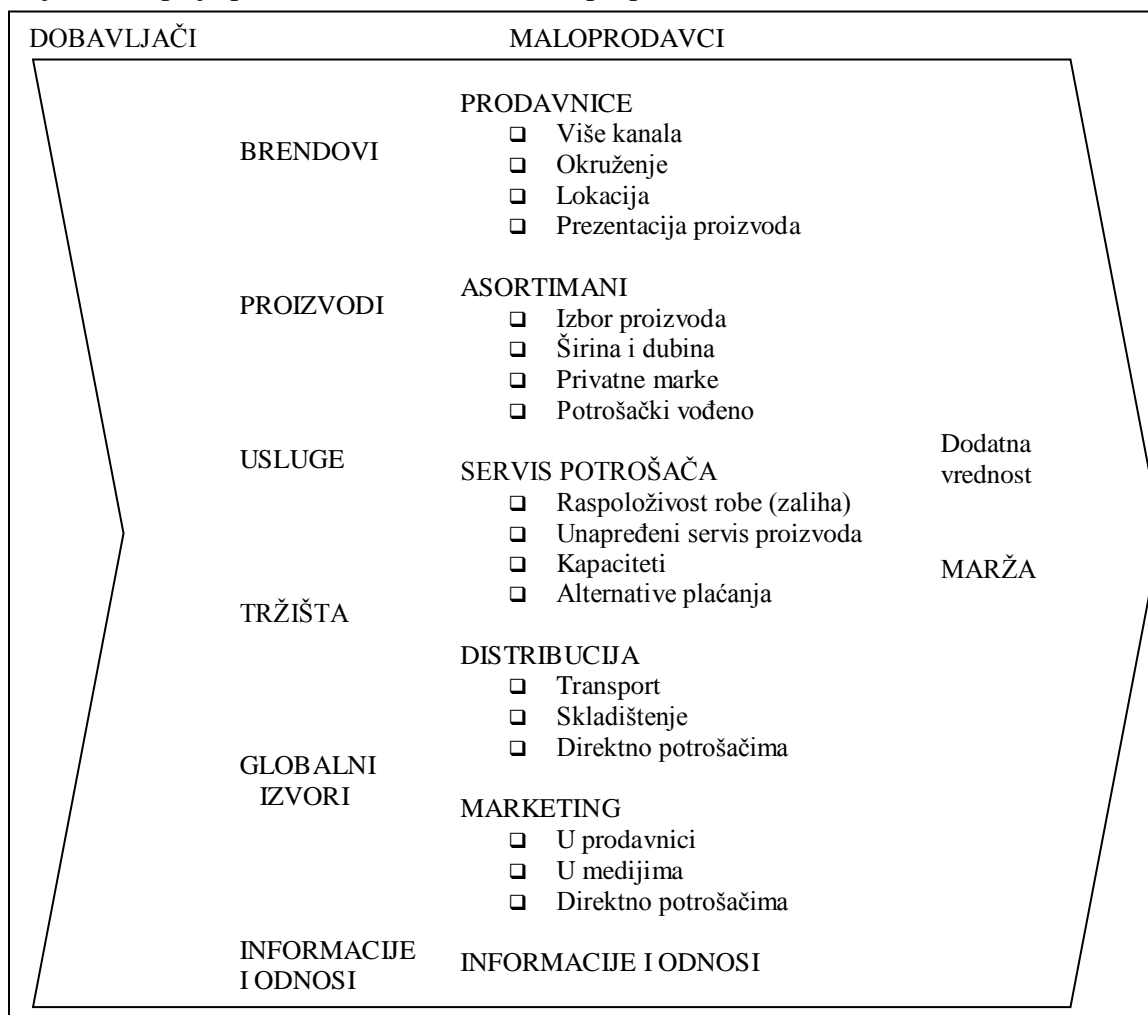 DOBAVLJAČI
MALOPRODAVCI
BRENDOVI
PROIZVODI
USLUGE
TRŽIŠTA
GLOBALNI
IZVORI
INFORMACIJE
I ODNOSI
PRODAVNICE
❑ Više kanala
❑ Okruženje
❑ Lokacija
❑ Prezentacija proizvoda
ASORTIMANI
❑ Izbor proizvoda
❑ Širina i dubina
❑ Privatne marke
❑ Potrošački vođeno
SERVIS POTROŠAČA
❑ Raspoloživost robe (zaliha)
❑ Unapređeni servis proizvoda
❑ Kapaciteti
❑ Alternative plaćanja
DISTRIBUCIJA
❑ Transport
❑ Skladištenje
❑ Direktno potrošačima
MARKETING
❑ U prodavnici
❑ U medijima
❑ Direktno potrošačima
INFORMACIJE I ODNOSI
Dodatna
vrednost
MARŽA